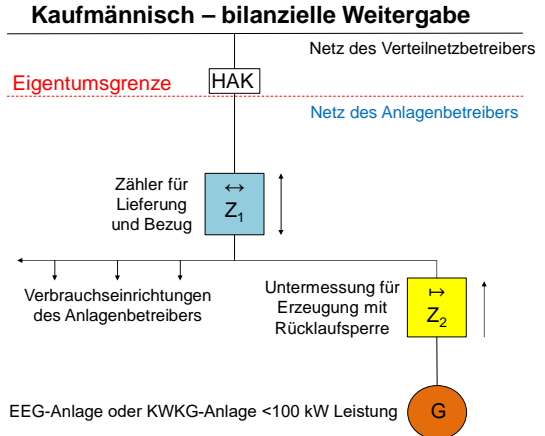 Kaufmännisch – bilanzielle Weitergabe
Netz des Verteilnetzbetreibers
Eigentumsgrenze
HAK
Netz des Anlagenbetreibers
Zähler für
Lieferung
und Bezug
↔
Z₁
Verbrauchseinrichtungen
des Anlagenbetreibers
Untermessung für
Erzeugung mit
Rücklaufsperre
↦
Z₂
EEG-Anlage oder KWKG-Anlage <100 kW Leistung
G